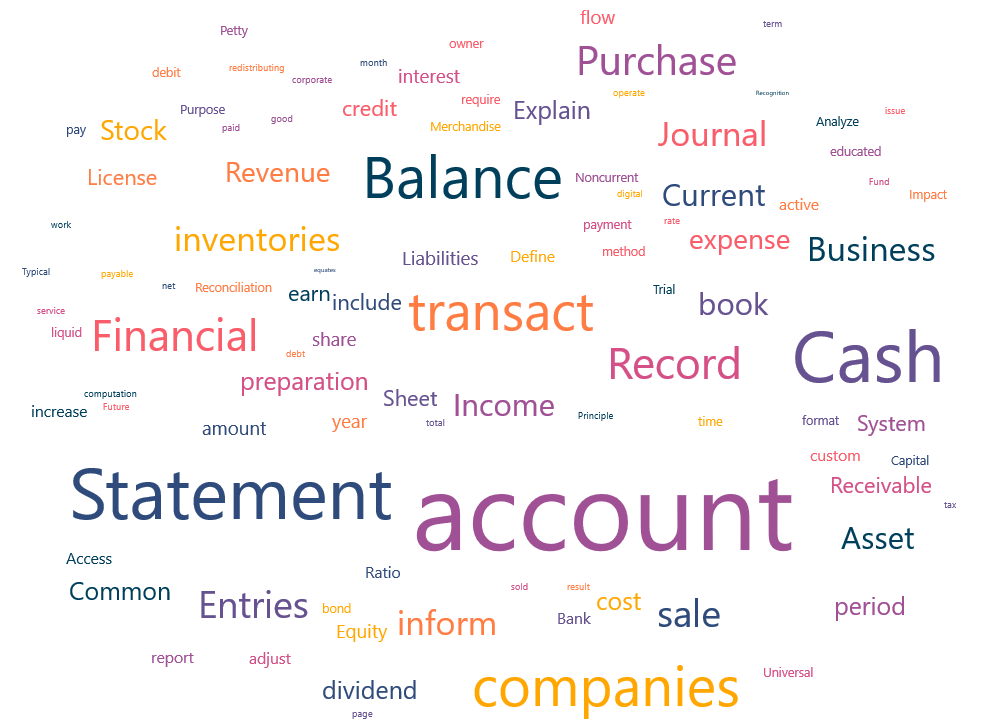 flow
term
Petty
owner
Purchase
month
debit
redistributing
corporate
interest
operate
Recognition
require
credit
Purpose
Explain
issue
good
Analyze
paid
pay
Stock
Merchandise
Journal
educated
License
Revenue
Balance
Noncurrent
Fund
digital
Current
active
Impact
work
payment
rate
inventories
expense
Business
method
Liabilities
Define
Typical
payable
equates
net
Reconciliation
earn
include
transact
Trial
book
service
liquid
Financial
share
debt
Record
Cash
preparation
computation
increase
Future
Sheet
Income
Principle
amount
year
total
time
format
System
custom
Capital
Statement
account
Receivable
tax
Asset
Access
Ratio
Common
sold
result
Entries
bond
Equity
inform
Bank
cost
sale
period
report
adjust
Universal
dividend
companies
page